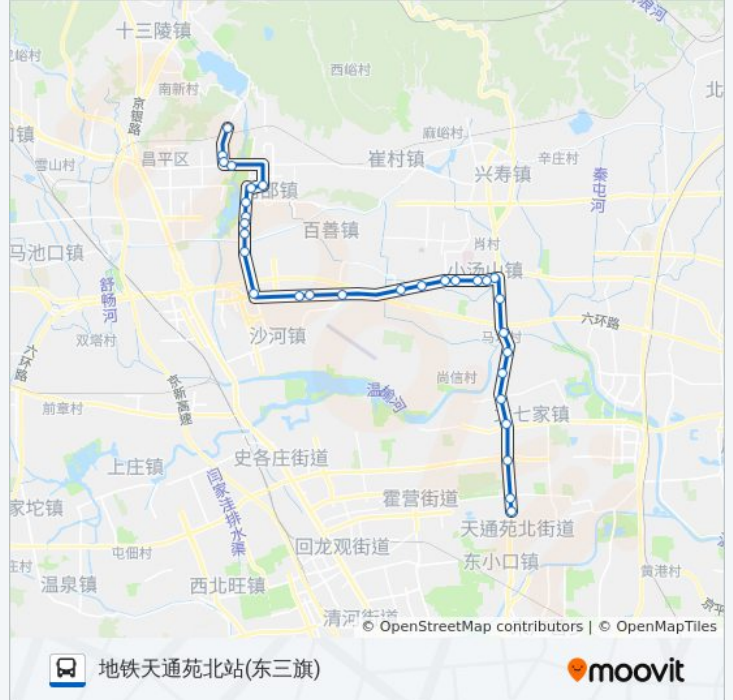 十三陵镇
西峪村
南新村
京银路
麻峪村
雪山村
昌平区
崔村镇
兴寿镇
辛庄村
秦屯河
百善镇
马池口镇
肖村
小汤山镇
舒畅河
沙河镇
六环路
双塔村
六环路
京新高速
温榆河
尚信村
前章村
七家镇
上庄镇
史各庄街道
闫家洼排水渠
霍营街道
家坨镇
天通苑北街道
屯佃村
回龙观街道
东小口镇
庄村
温泉镇
西北旺镇
黄港村
清河街道
© OpenStreetMap contributors | © OpenMapTiles
地铁天通苑北站(东三旗)
moovit